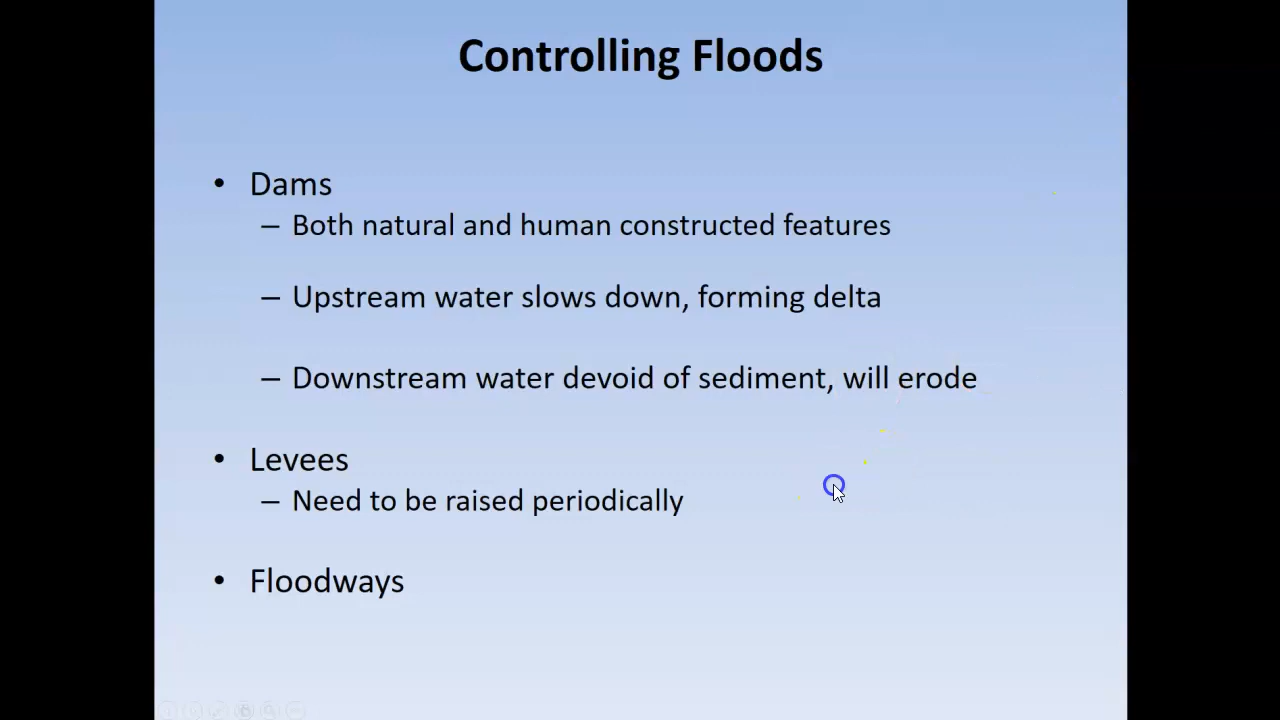 Controlling Floods
• Dams
– Both natural and human constructed features
– Upstream water slows down, forming delta
– Downstream water devoid of sediment, will erode
• Levees
– Need to be raised periodically
• Floodways